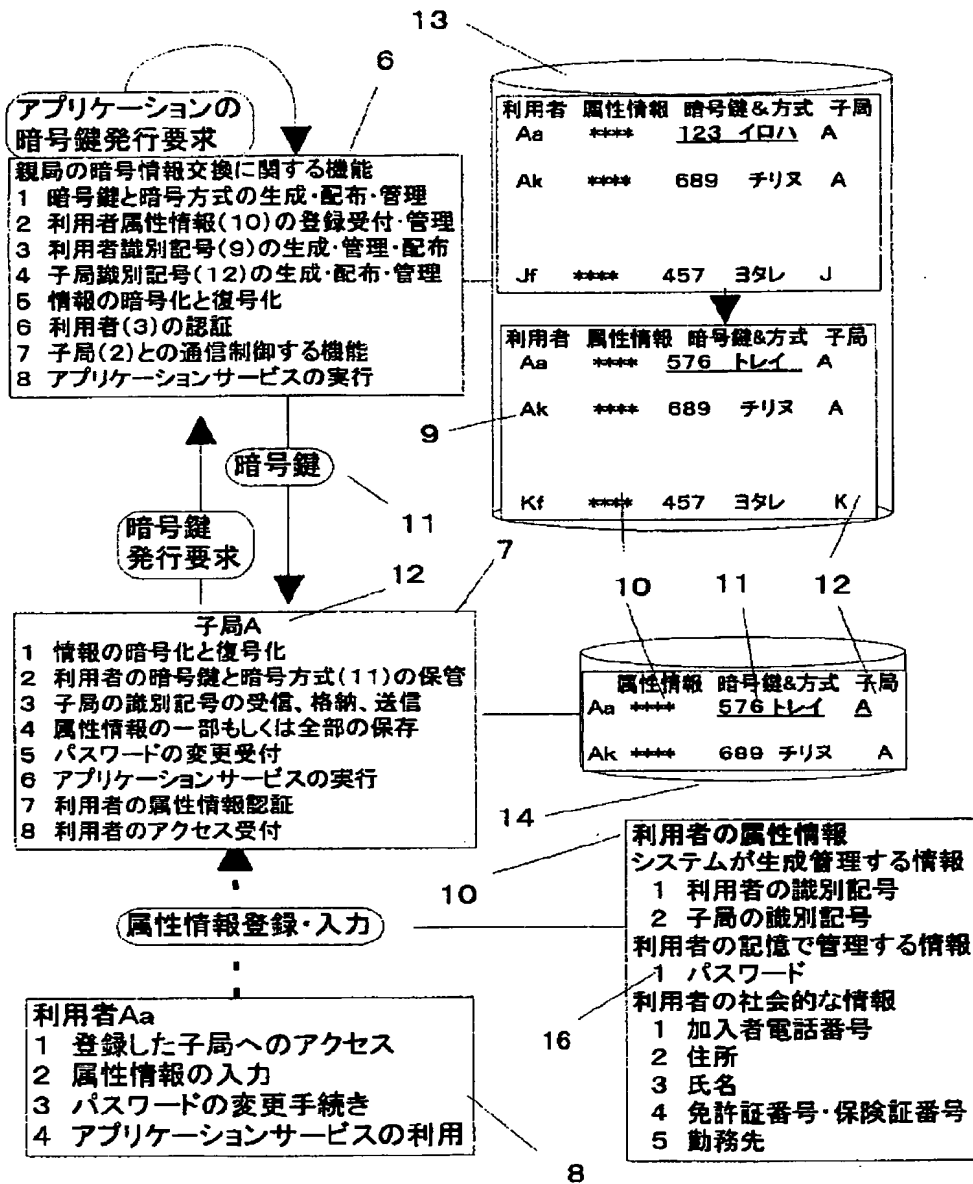 13
6
アプリケーションの
暗号鍵発行要求
親局の暗号情報交換に関する機能
1 暗号鍵と暗号方式の生成・配布・管理
2 利用者属性情報(10)の登録受付・管理
3 利用者識別記号(9)の生成・管理・配布
4 子局識別記号(12)の生成・配布・管理
5 情報の暗号化と復号化
6 利用者(3)の認証
7 子局(2)との通信制御する機能
8 アプリケーションサービスの実行
利用者 属性情報 暗号鍵&方式 子局
Aa **** 123 イロハ A
Ak **** 689 チリヌ A
Jf **** 457 ヨタレ J
利用者 属性情報 暗号鍵&方式 子局
Aa **** 576 トレイ A
Ak **** 689 チリヌ A
Kf **** 457 ヨタレ K
9
暗号鍵
11
暗号鍵
発行要求
7
12
10
11
12
子局A
1 情報の暗号化と復号化
2 利用者の暗号鍵と暗号方式(11)の保管
3 子局の識別記号の受信、格納、送信
4 属性情報の一部もしくは全部の保存
5 パスワードの変更受付
6 アプリケーションサービスの実行
7 利用者の属性情報認証
8 利用者のアクセス受付
属性情報 暗号鍵&方式 子局
Aa **** 576 トレイ A
Ak **** 689 チリヌ A
14
10
属性情報登録・入力
利用者の属性情報
システムが生成管理する情報
1 利用者の識別記号
2 子局の識別記号
利用者の記憶で管理する情報
1 パスワード
利用者の社会的な情報
1 加入者電話番号
2 住所
3 氏名
4 免許証番号・保険証番号
5 勤務先
16
利用者Aa
1 登録した子局へのアクセス
2 属性情報の入力
3 パスワードの変更手続き
4 アプリケーションサービスの利用
8